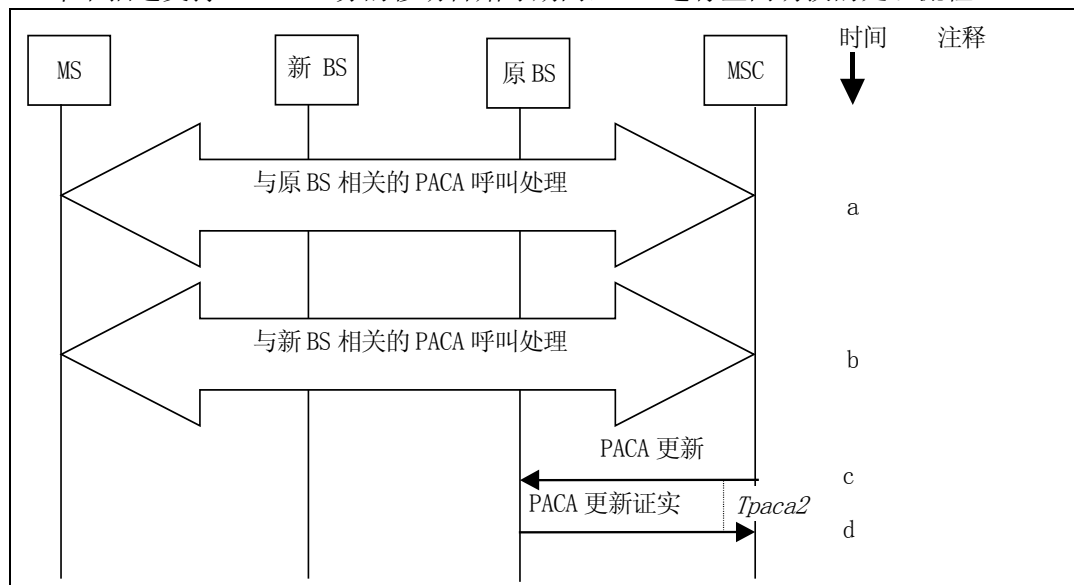 时间 注释
MS 新 BS 原 BS MSC
与原 BS 相关的 PACA 呼叫处理
a
与新 BS 相关的 PACA 呼叫处理
b
PACA 更新
c
PACA 更新证实 Tpaca2
d